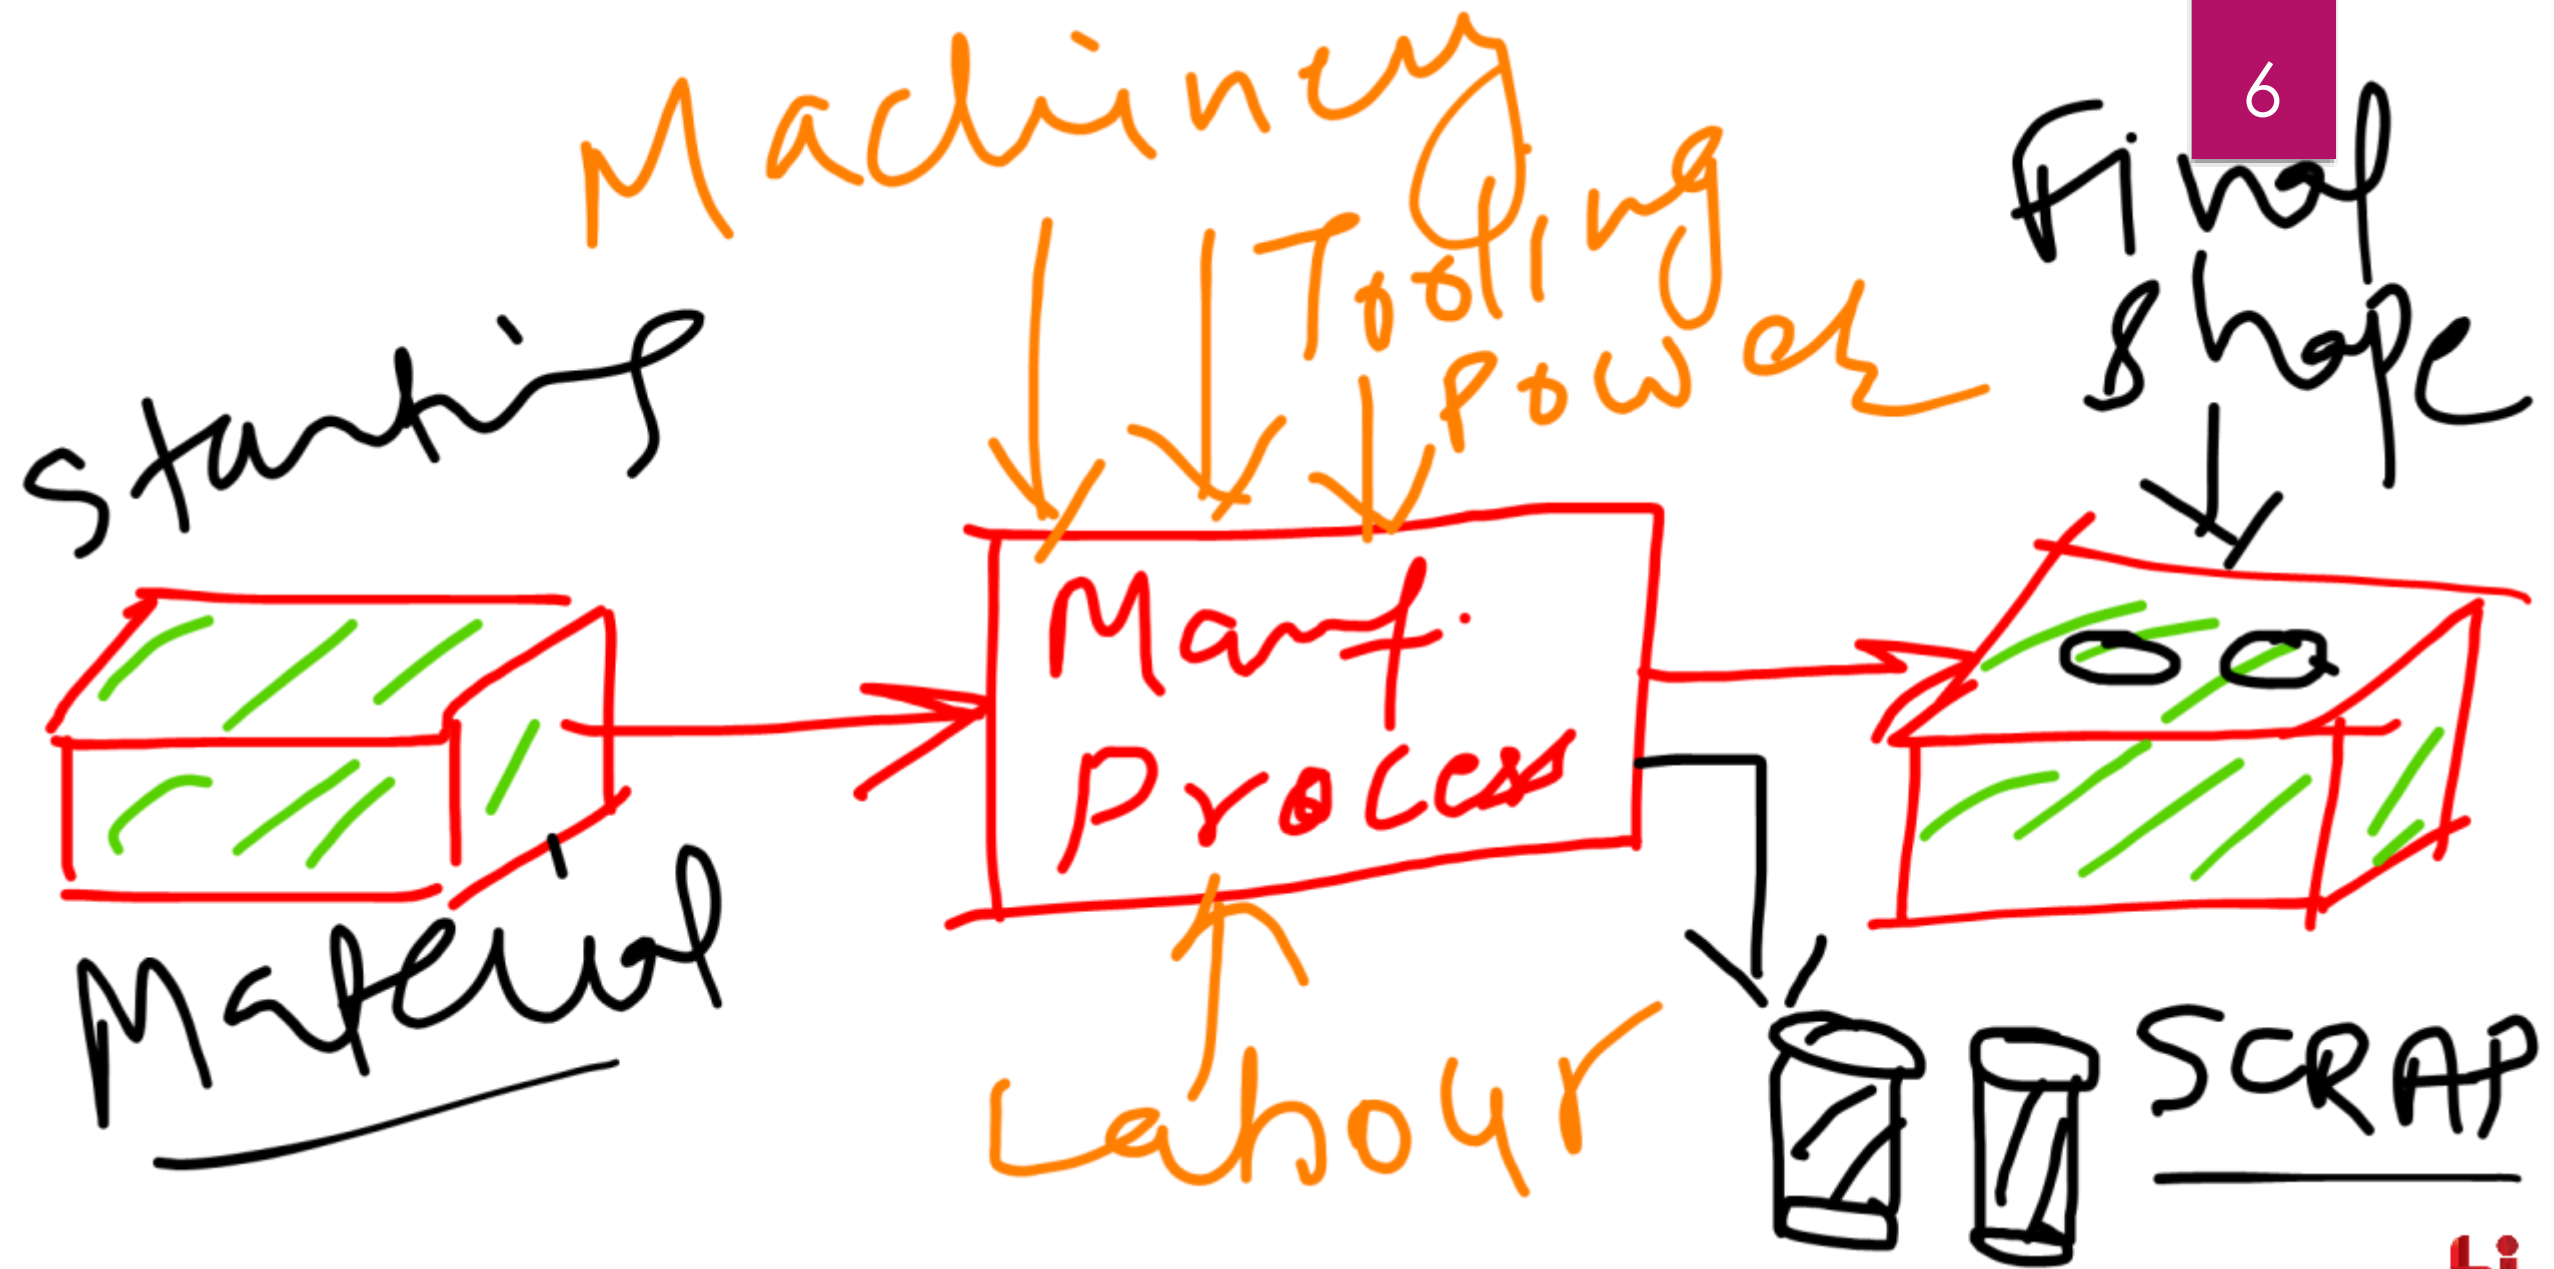 6
Machinery
Tooling
Power
Final
Shape
Starting
Material
Manf.
Process
Labour
SCRAP